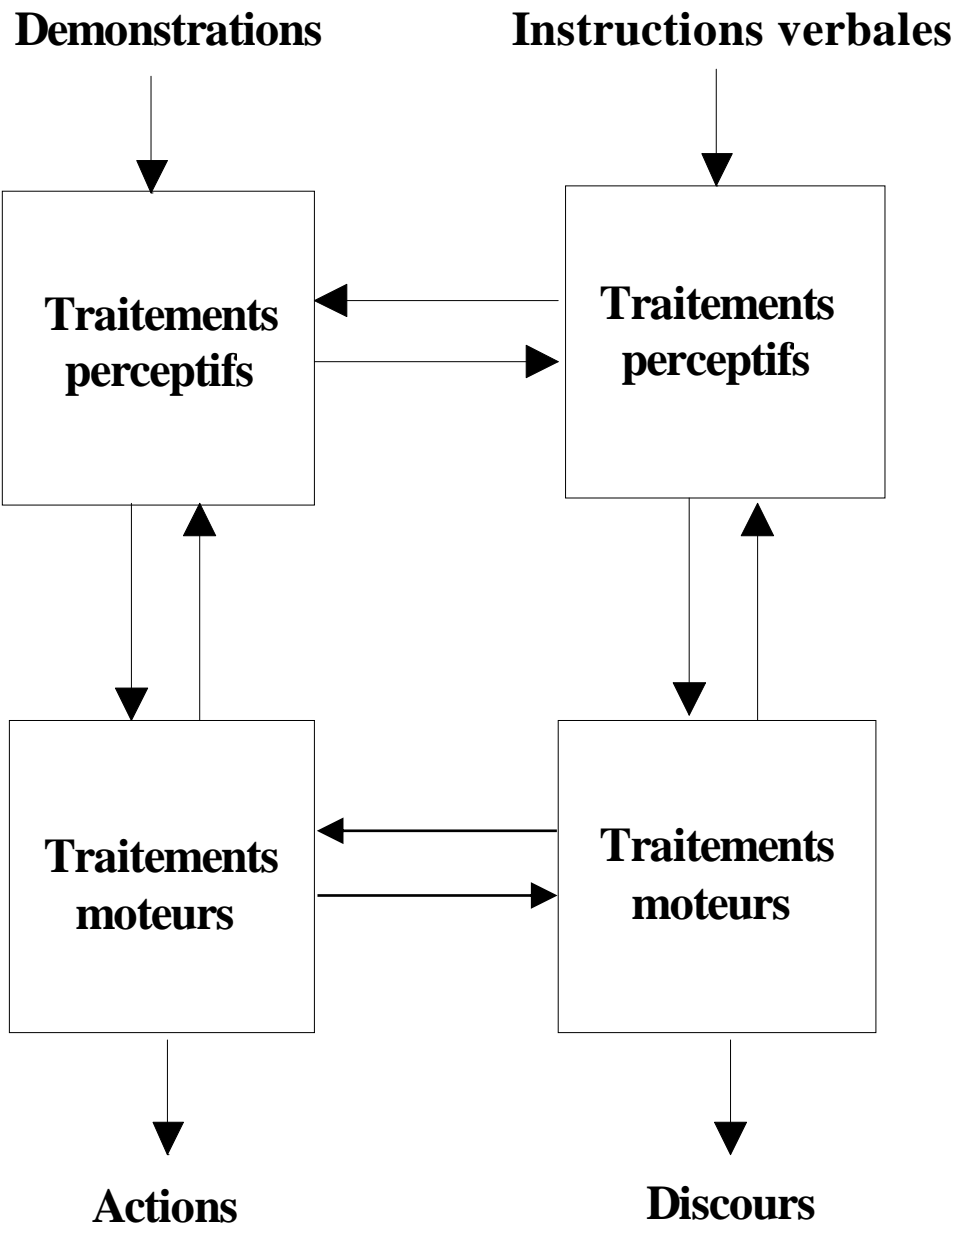 Demonstrations
Instructions verbales
Traitements
perceptifs
Traitements
perceptifs
Traitements
moteurs
Traitements
moteurs
Actions
Discours